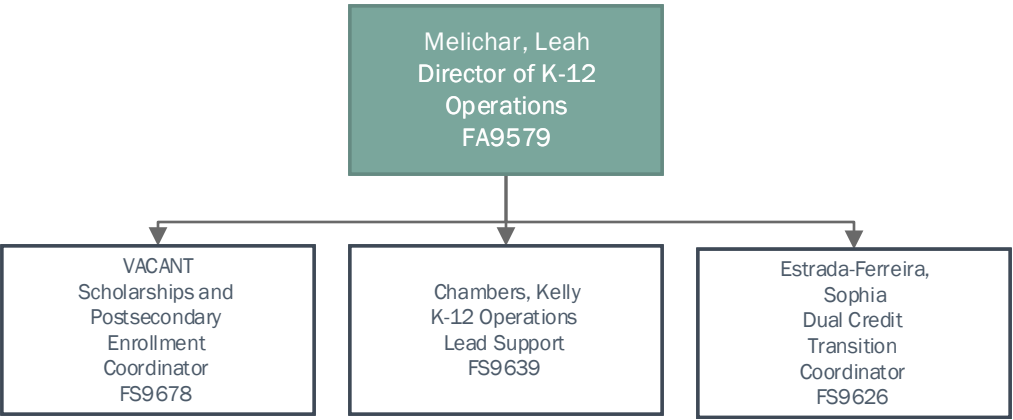 Melichar, Leah
Director of K-12
Operations
FA9579
VACANT
Scholarships and
Postsecondary
Enrollment
Coordinator
FS9678
Chambers, Kelly
K-12 Operations
Lead Support
FS9639
Estrada-Ferreira,
Sophia
Dual Credit
Transition
Coordinator
FS9626